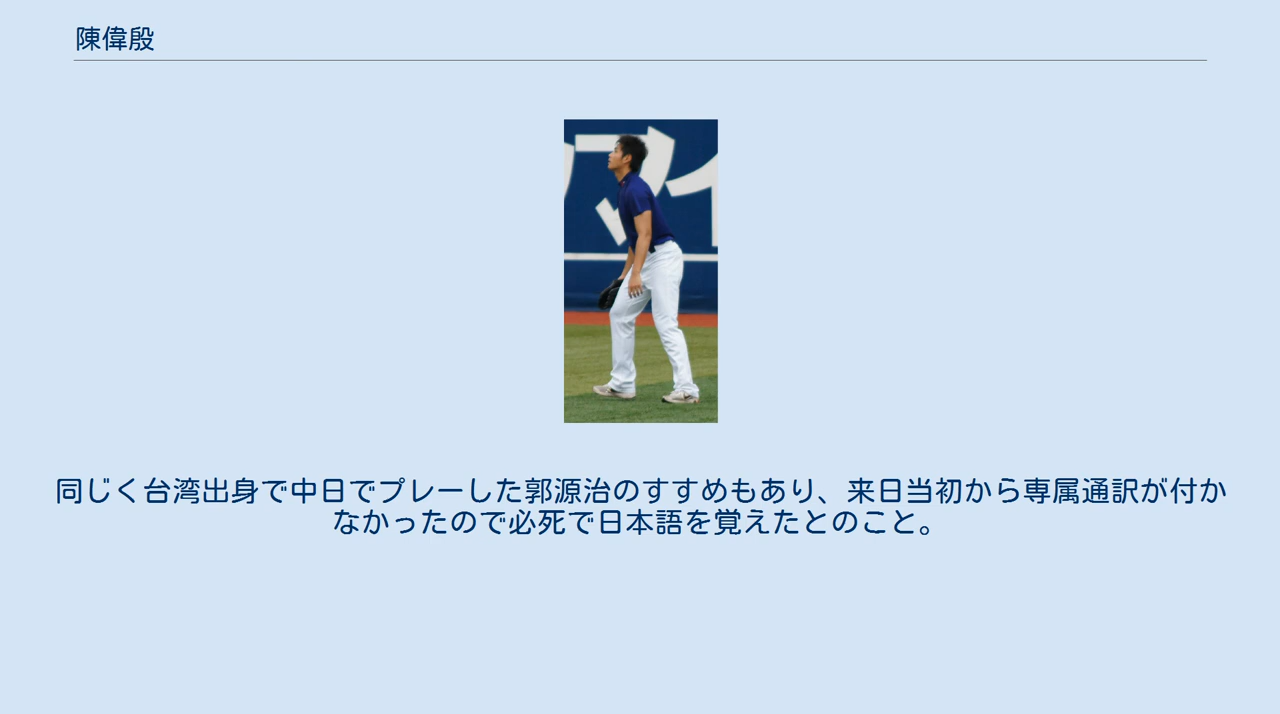 陳偉殷
同じく台湾出身で中日でプレーした郭源治のすすめもあり、来日当初から専属通訳が付か
なかったので必死で日本語を覚えたとのこと。